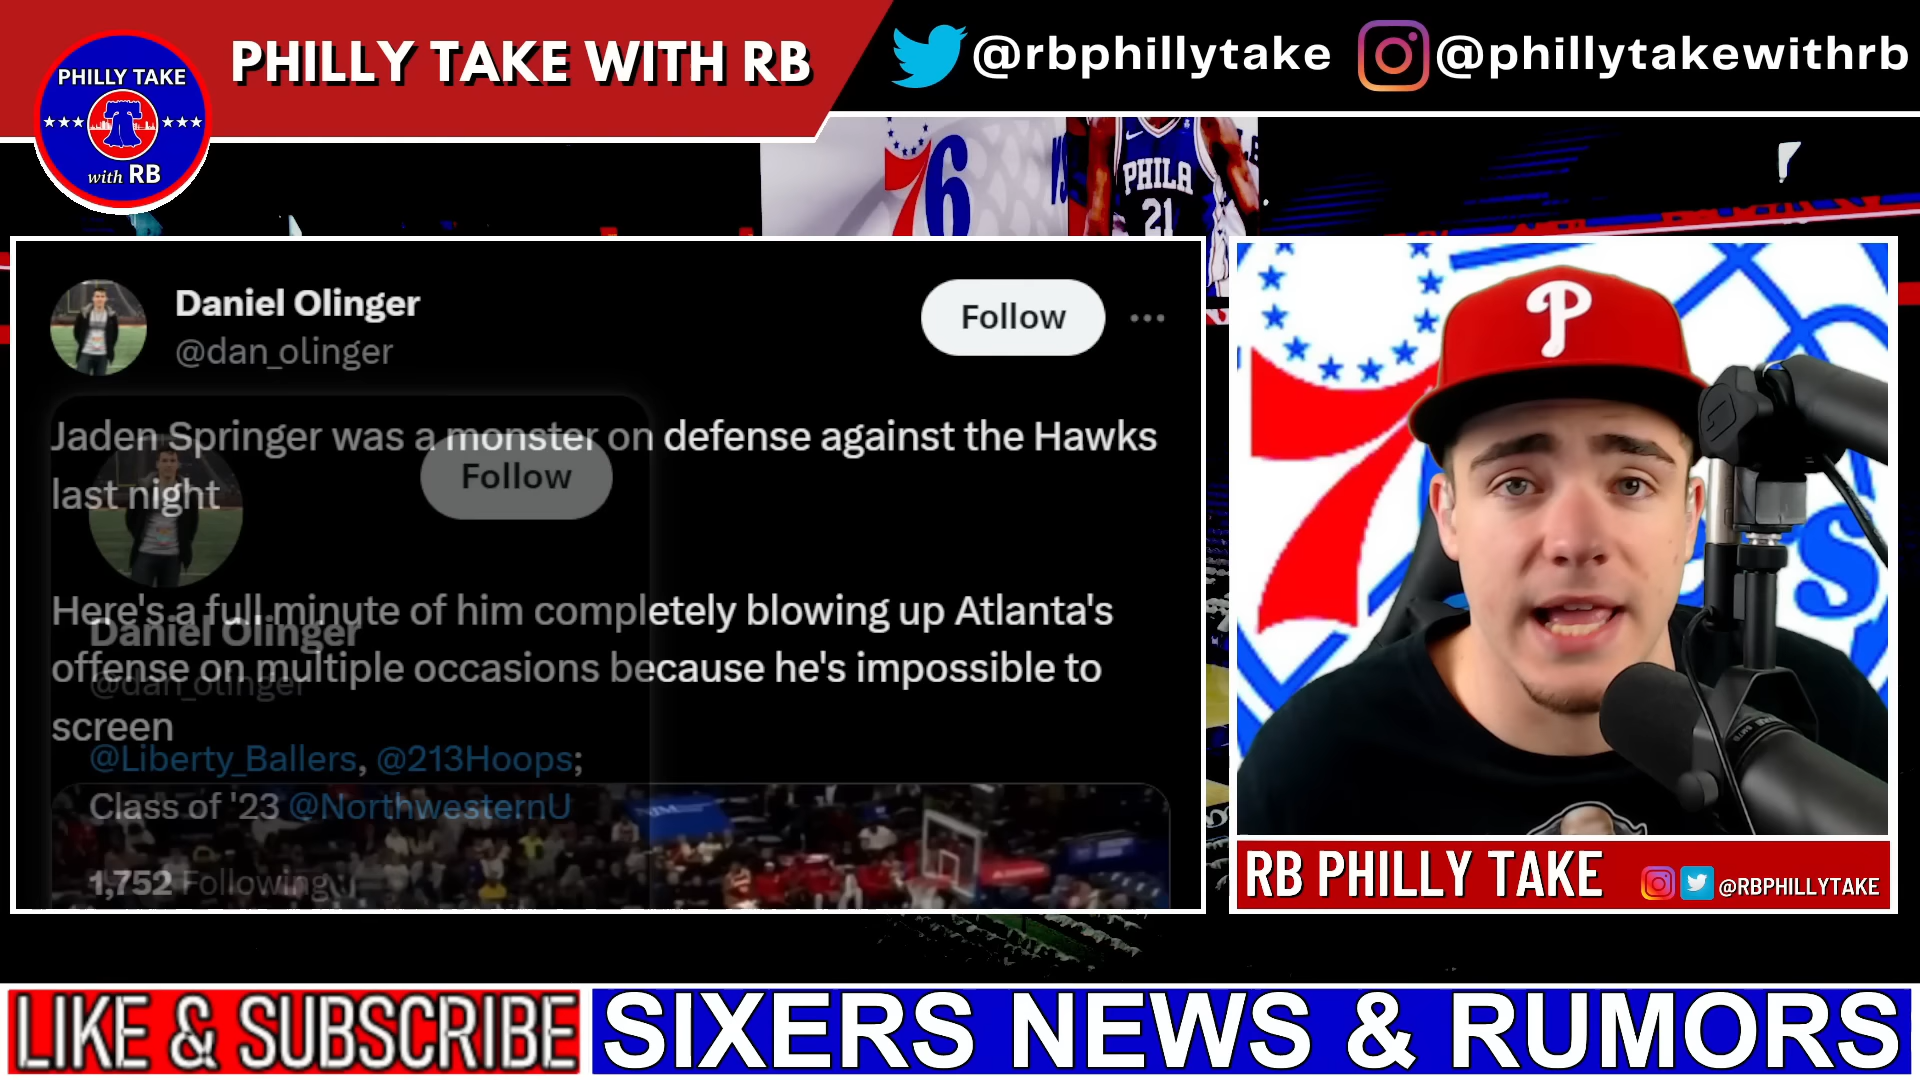 PHILLY TAKE WITH RB
@rbphillytake
@phillytakewithrb
PHILLY TAKE
with RB
76
PHILA
21
Daniel Olinger
@dan_olinger
Follow
Jaden Springer was a monster on defense against the Hawks
last night
Follow
Here's a full minute of him completely blowing up Atlanta's
offense on multiple occasions because he's impossible to
screen
Daniel Olinger
@dan_olinger
@Liberty_Ballers, @213Hoops;
Class of '23 @NorthwesternU
1,752 Following
P
7
RB PHILLY TAKE
@RBPHILLYTAKE
LIKE & SUBSCRIBE
SIXERS NEWS & RUMORS